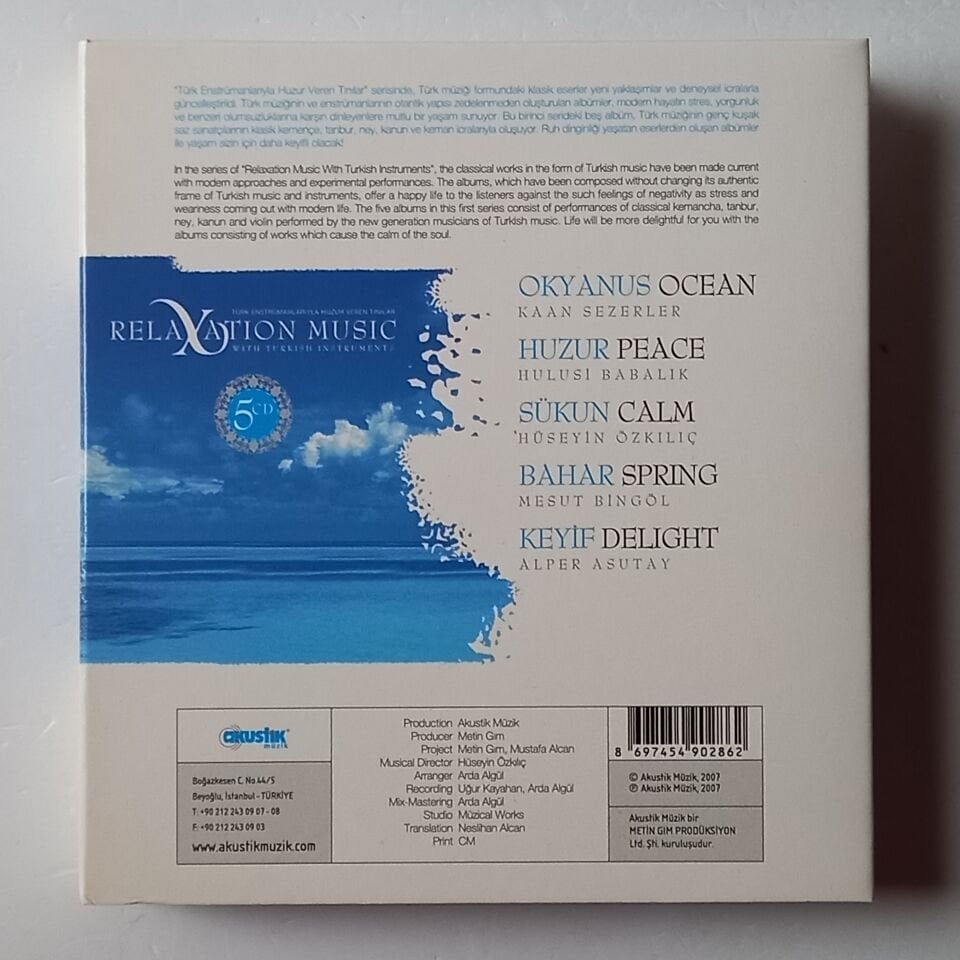 "Türk Enstrümanlarıyla Huzur Veren Tınılar" serisinde, Türk müziği formundaki klasik eserler yeni yaklaşımlar ve deneysel icralarla
güncelleştirildi. Türk müziğinin ve enstrümanlarının otantik yapısı zedelenmeden oluşturulan albümler, modern hayatın stres, yorgunluk
ve benzeri olumsuzluklarına karşın dinleyenlere mutlu bir yaşam sunuyor. Bu birinci serideki beş albüm, Türk müziğinin genç kuşak
saz sanatçılarının klasik kemençe, tanbur, ney, kanun ve keman icralarıyla oluşuyor. Ruh dinginliği yaşatan eserlerden oluşan albümler
ile yaşam sizin için daha keyifli olacak!
In the series of "Relaxation Music With Turkish Instruments", the classical works in the form of Turkish music have been made current
with modern approaches and experimental performances. The albums, which have been composed without changing its authentic
frame of Turkish music and instruments, offer a happy life to the listeners against the such feelings of negativity as stress and
weariness coming out with modern life. The five albums in this first series consist of performances of classical kemancha, tanbur,
ney, kanun and violin performed by the new generation musicians of Turkish music. Life will be more delightful for you with the
albums consisting of works which cause the calm of the soul.
TÜRK ENSTRÜMANLARIYLA HUZUR VEREN TINILAR
RELAXATION MUSIC
WITH TURKISH INSTRUMENTS
5CD
OKYANUS OCEAN
KAAN SEZERLER
HUZUR PEACE
HULUSİ BABALIK
SÜKUN CALM
HÜSEYİN ÖZKILIÇ
BAHAR SPRING
MESUT BİNGÖL
KEYİF DELIGHT
ALPER ASUTAY
akustik
müzik
Boğazkesen C. No.44/5
Beyoğlu, İstanbul - TÜRKİYE
T: +90 212 243 09 07 - 08
F: +90 212 243 09 03
www.akustikmuzik.com
Production Akustik Müzik
Producer Metin Gım
Project Metin Gım, Mustafa Alcan
Musical Director Hüseyin Özkılıç
Arranger Arda Algül
Recording Uğur Kayahan, Arda Algül
Mix-Mastering Arda Algül
Studio Müzical Works
Translation Neslihan Alcan
Print CM
8 697454 902862
© Akustik Müzik, 2007
℗ Akustik Müzik, 2007
Akustik Müzik bir
METİN GIM PRODÜKSİYON
Ltd. Şti. kuruluşudur.